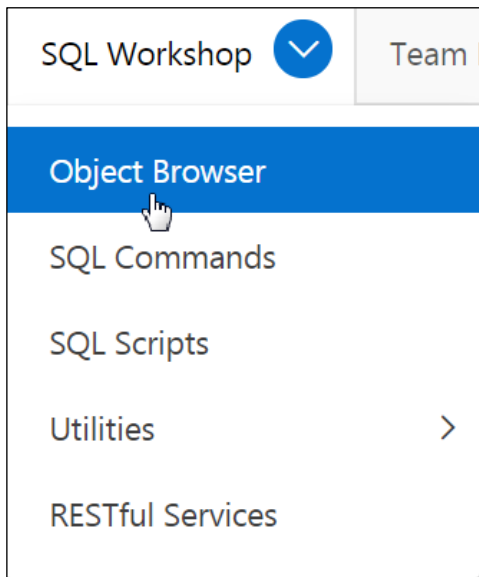 SQL Workshop Team
Object Browser
SQL Commands
SQL Scripts
Utilities
RESTful Services